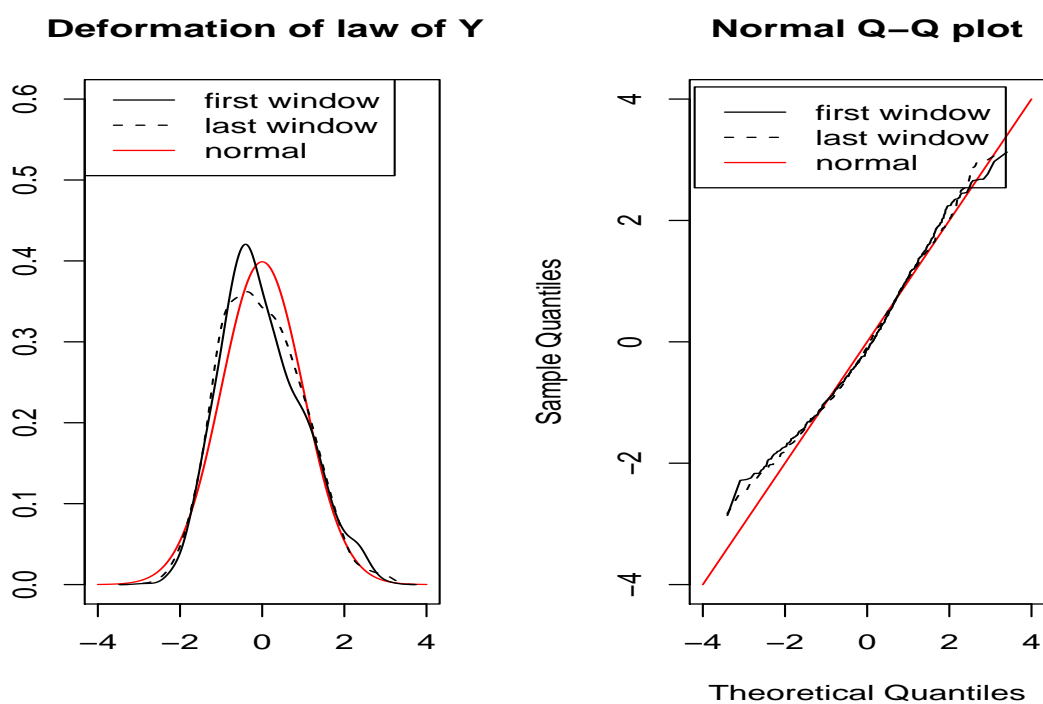 Deformation of law of Y
first window
last window
normal
0.6
0.5
0.4
0.3
0.2
0.1
0.0
−4 −2 0 2 4
Normal Q−Q plot
first window
last window
normal
Sample Quantiles
4
2
0
−2
−4
−4 −2 0 2 4
Theoretical Quantiles